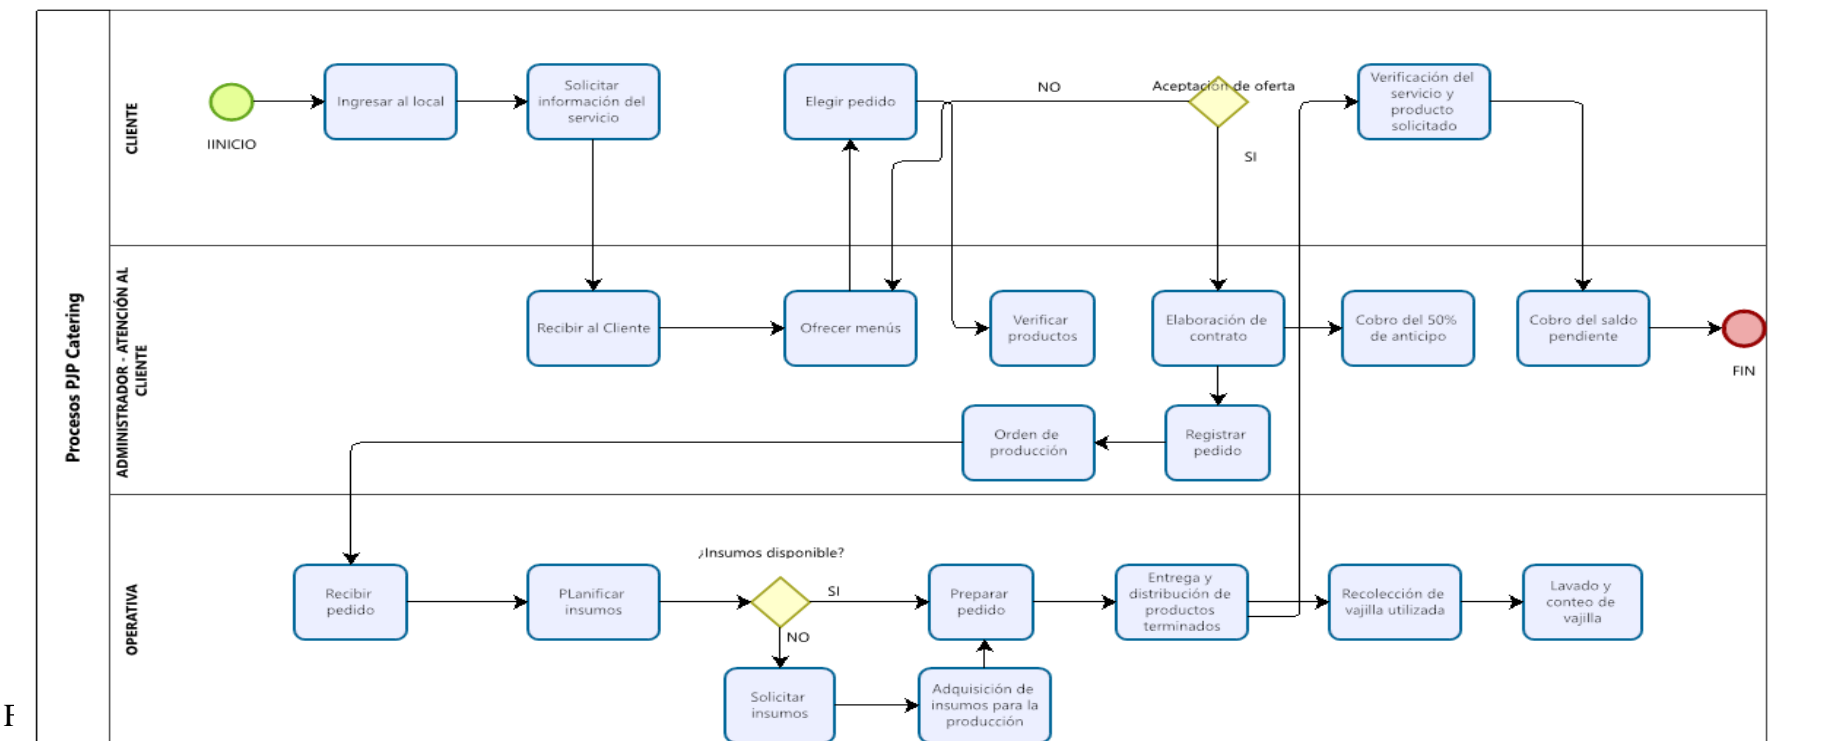 Procesos PJP Catering
CLIENTE
IINICIO
Ingresar al local
Solicitar
información del
servicio
Elegir pedido
NO
Aceptación de oferta
SI
Verificación del
servicio y
producto
solicitado
ADMINISTRADOR - ATENCIÓN AL
CLIENTE
Recibir al Cliente
Ofrecer menús
Verificar
productos
Elaboración de
contrato
Cobro del 50%
de anticipo
Cobro del saldo
pendiente
FIN
Orden de
producción
Registrar
pedido
OPERATIVA
Recibir
pedido
PLanificar
insumos
¿Insumos disponible?
SI
NO
Preparar
pedido
Entrega y
distribución de
productos
terminados
Recolección de
vajilla utilizada
Lavado y
conteo de
vajilla
Solicitar
insumos
Adquisición de
insumos para la
producción